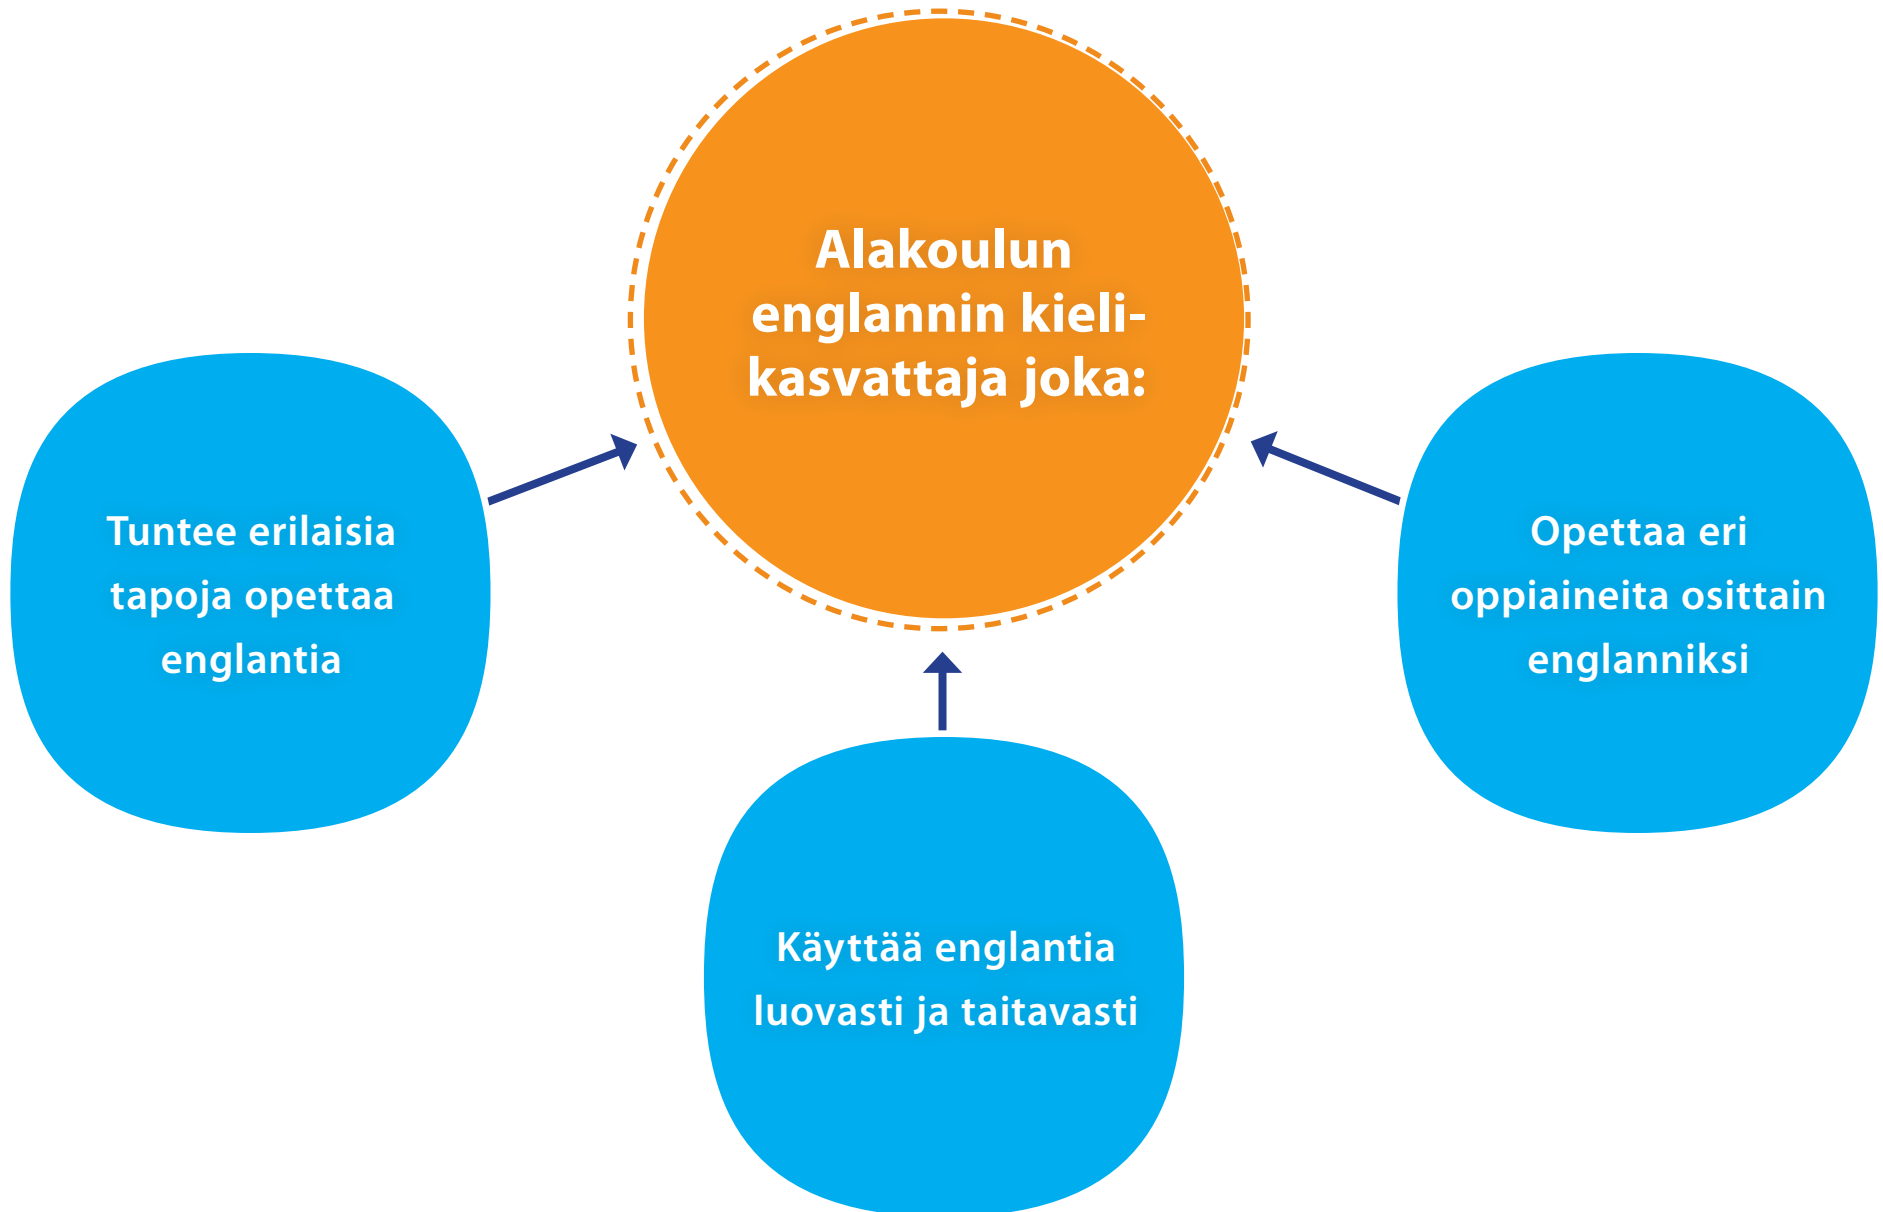 Alakoulun
englannin kieli-
kasvattaja joka:
Tuntee erilaisia
tapoja opettaa
englantia
Käyttää englantia
luovasti ja taitavasti
Opettaa eri
oppiaineita osittain
englanniksi